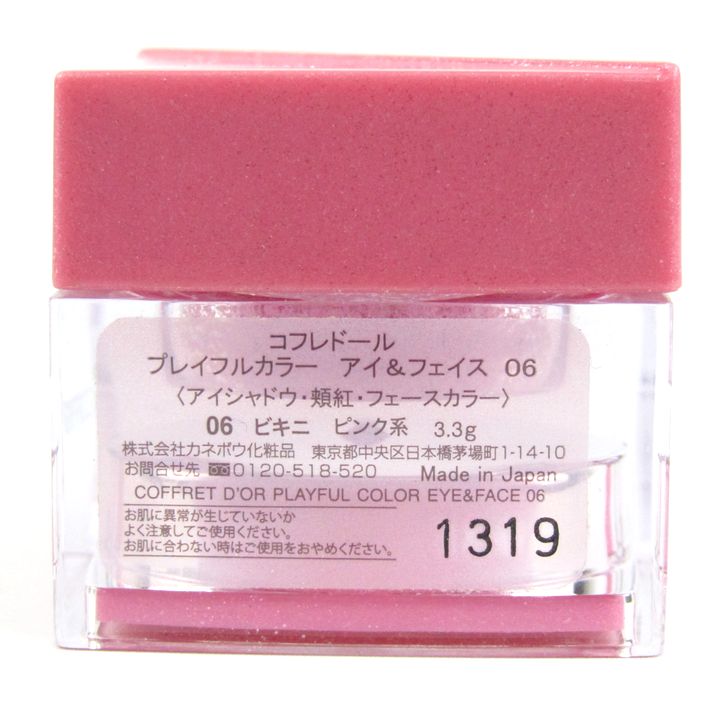 コフレドール
プレイフルカラー　アイ＆フェイス　06
〈アイシャドウ・頬紅・フェースカラー〉
06　ビキニ　ピンク系　3.3g
株式会社カネボウ化粧品　東京都中央区日本橋茅場町1-14-10
お問合せ先 ☎0120-518-520　Made in Japan
COFFRET D'OR PLAYFUL COLOR EYE&FACE 06
お肌に異常が生じていないか
よく注意してご使用ください。
お肌に合わない時はご使用をおやめください。
1319